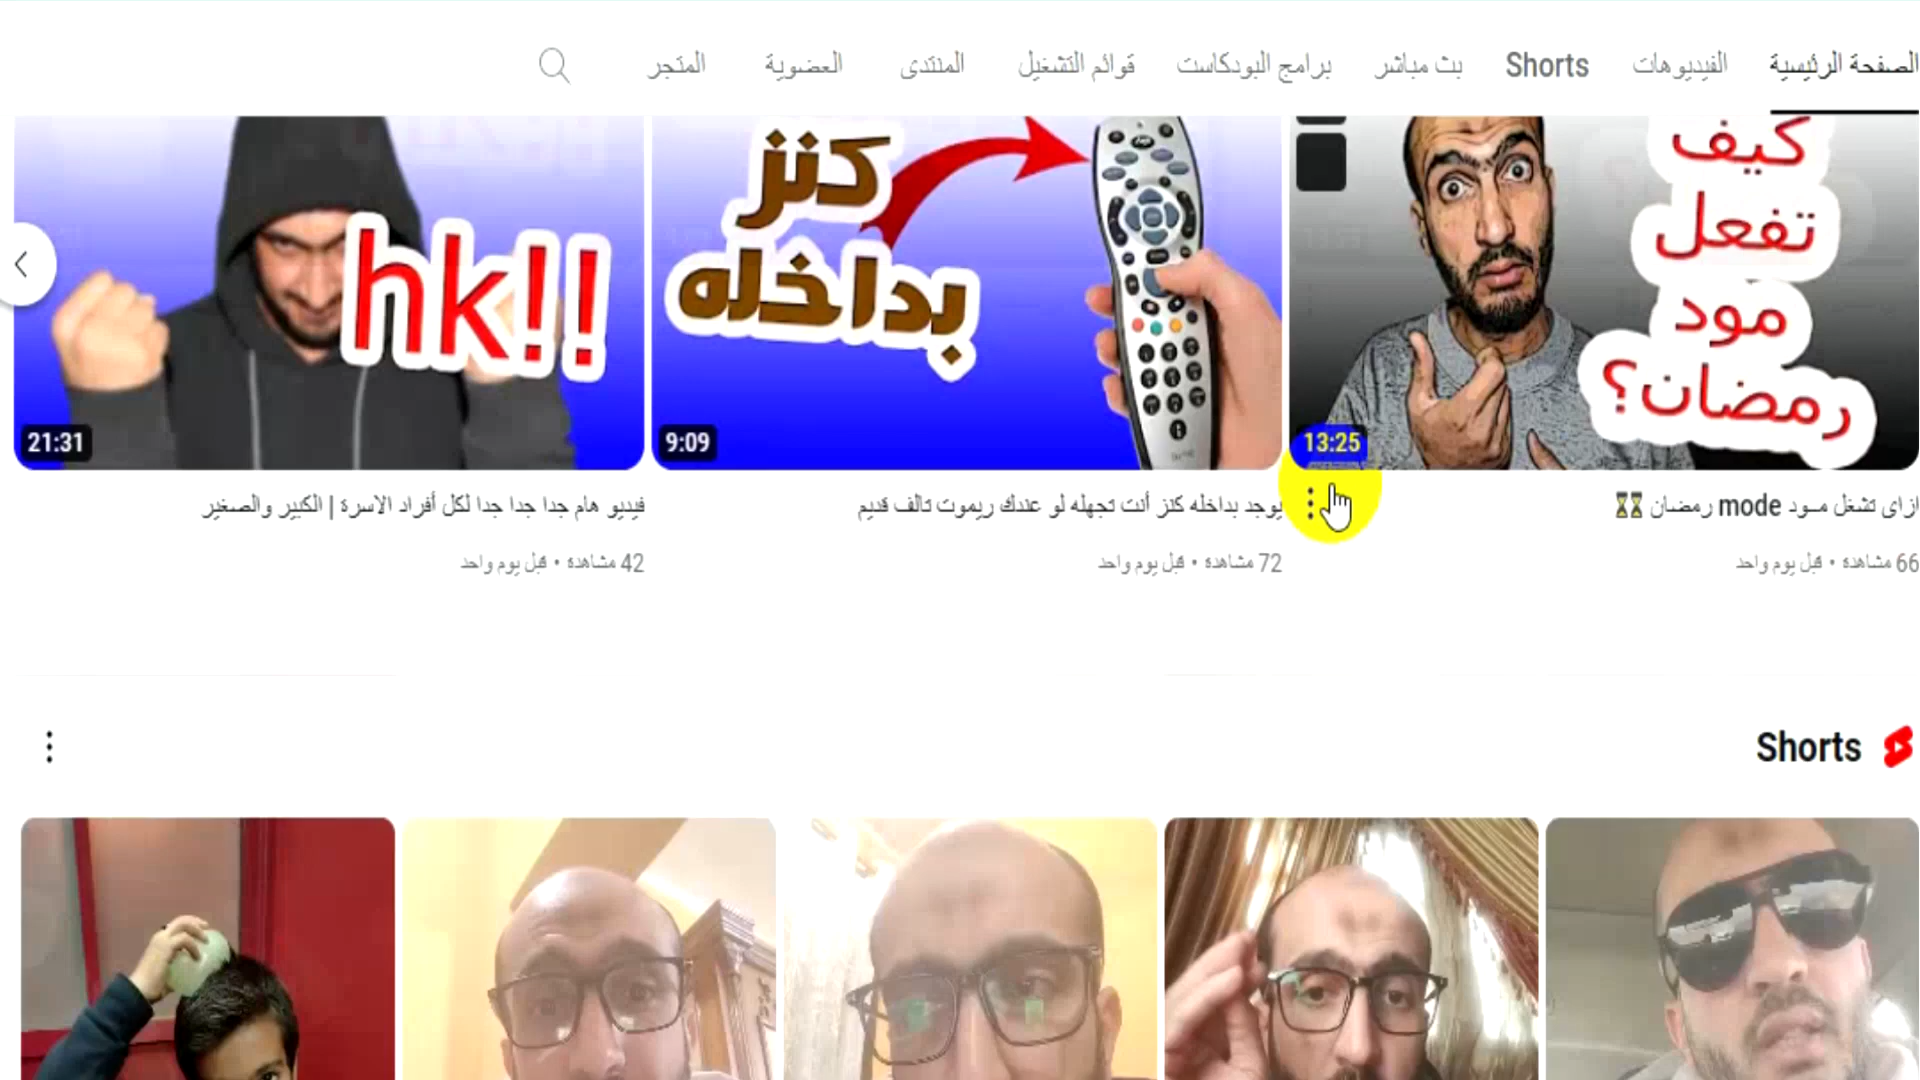 الصفحة الرئيسية
الفيديوهات
Shorts
بث مباشر
برامج البودكاست
قوائم التشغيل
المنتدى
العضوية
المتجر
كيف
تفعل
مود
رمضان؟
13:25
كنز
بداخله
9:09
hk!!
21:31
ازاى تشغل مـود mode رمضان
66 مشاهدة • قبل يوم واحد
يوجد بداخله كنز أنت تجهله لو عندك ريموت تالف قديم
72 مشاهدة • قبل يوم واحد
فيديو هام جدا جدا جدا لكل أفراد الاسرة | الكبير والصغير
42 مشاهدة • قبل يوم واحد
Shorts